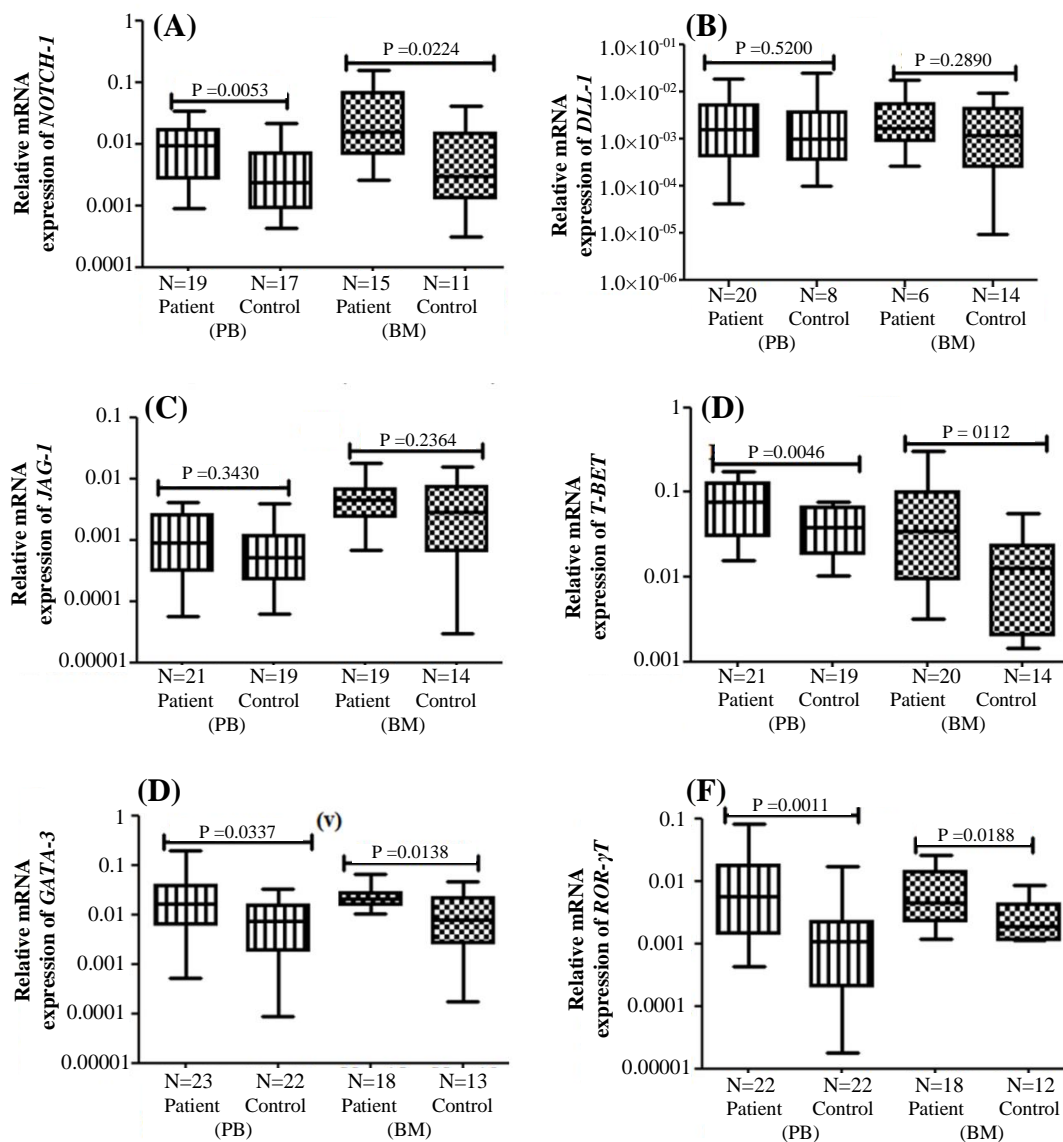 (A)
Relative mRNA
expression of NOTCH-1
1
0.1
0.01
0.001
0.0001
P =0.0053
P =0.0224
N=19 N=17 N=15 N=11
Patient Control Patient Control
(PB) (BM)
(B)
Relative mRNA
expression of DLL-1
1.0×10⁻⁰¹
1.0×10⁻⁰²
1.0×10⁻⁰³
1.0×10⁻⁰⁴
1.0×10⁻⁰⁵
1.0×10⁻⁰⁶
P =0.5200
P =0.2890
N=20 N=8 N=6 N=14
Patient Control Patient Control
(PB) (BM)
(C)
Relative mRNA
expression of JAG-1
0.1
0.01
0.001
0.0001
0.00001
P =0.3430
P =0.2364
N=21 N=19 N=19 N=14
Patient Control Patient Control
(PB) (BM)
(D)
Relative mRNA
expression of T-BET
1
0.1
0.01
0.001
P =0.0046
P = 0112
N=21 N=19 N=20 N=14
Patient Control Patient Control
(PB) (BM)
(D)
Relative mRNA
expression of GATA-3
1
0.1
0.01
0.001
0.0001
0.00001
P =0.0337
(v)
P =0.0138
N=23 N=22 N=18 N=13
Patient Control Patient Control
(PB) (BM)
(F)
Relative mRNA
expression of ROR-γT
0.1
0.01
0.001
0.0001
0.00001
P =0.0011
P =0.0188
N=22 N=22 N=18 N=12
Patient Control Patient Control
(PB) (BM)